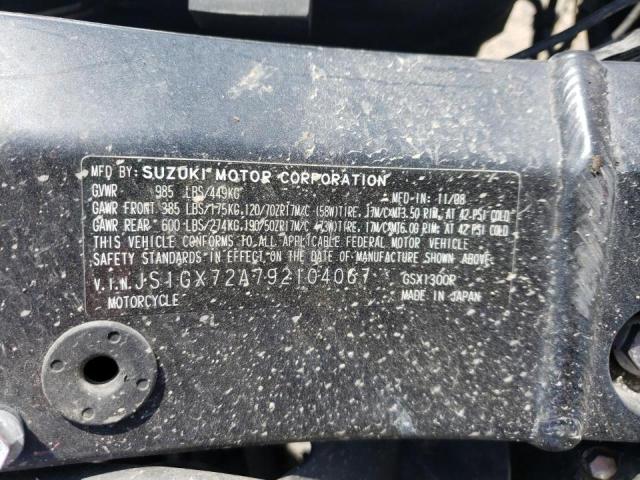 MFD BY: SUZUKI MOTOR CORPORATION
GVWR 985 LBS/449KG MFD-IN: 11/08
GAWR FRONT 385 LBS/175KG, 120/70ZR17M/C (58W)TIRE, 17M/CXMT3.50 RIM, AT 42 PSI COLD
GAWR REAR 600 LBS/274KG, 190/50ZR17M/C (73W)TIRE, 17M/CXMT6.00 RIM, AT 42 PSI COLD
THIS VEHICLE CONFORMS TO ALL APPLICABLE FEDERAL MOTOR VEHICLE
SAFETY STANDARDS IN EFFECT ON THE DATE OF MANUFACTURE SHOWN ABOVE.
V.I.N. JS1GX72A792104067 GSX1300R
MOTORCYCLE MADE IN JAPAN